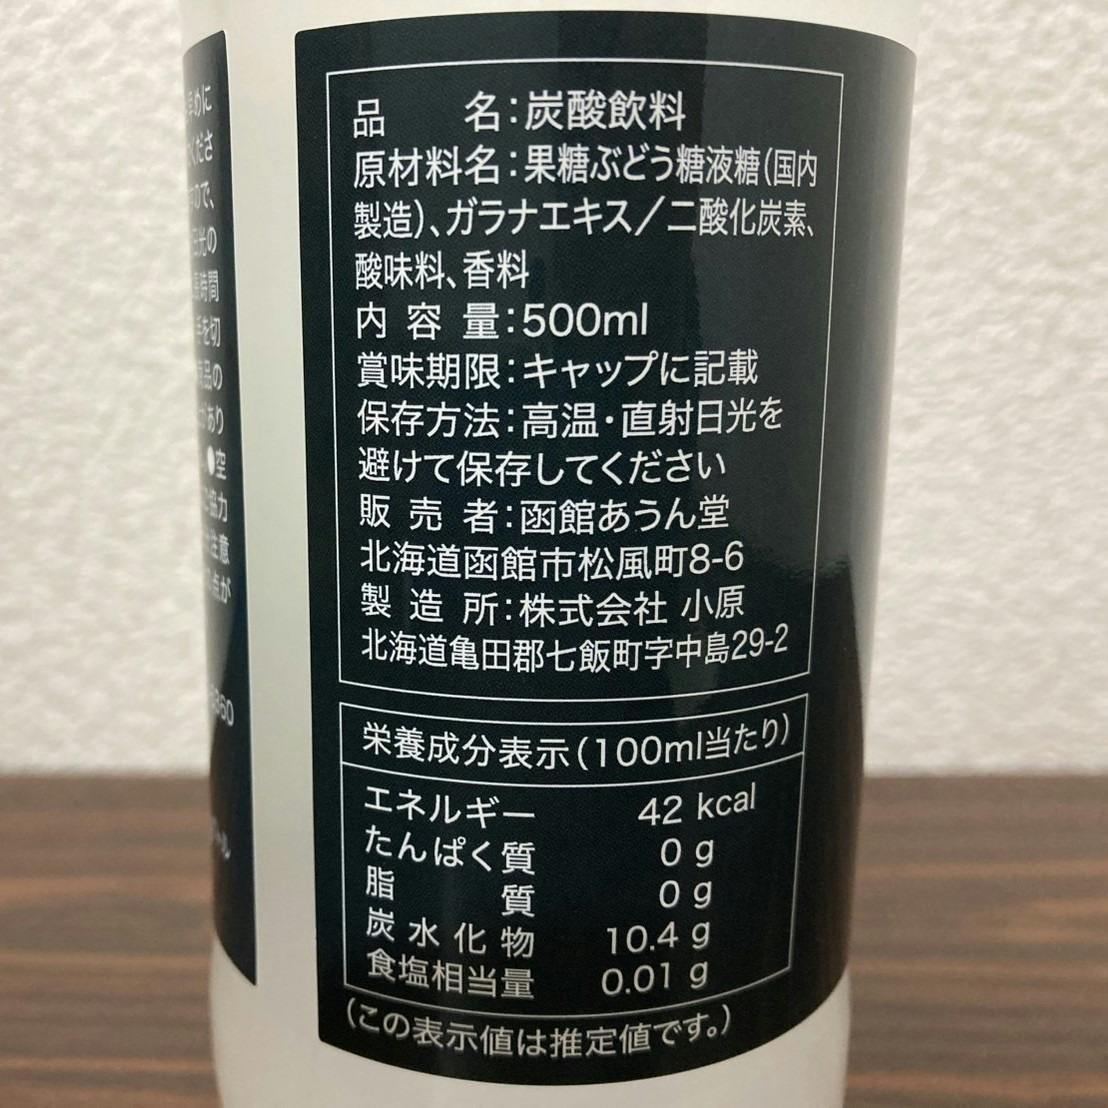 品名:炭酸飲料
原材料名:果糖ぶどう糖液糖(国内
製造)、ガラナエキス/二酸化炭素、
酸味料、香料
内容量:500ml
賞味期限:キャップに記載
保存方法:高温・直射日光を
避けて保存してください
販売者:函館あうん堂
北海道函館市松風町8-6
製造所:株式会社 小原
北海道亀田郡七飯町字中島29-2
栄養成分表示(100ml当たり)
エネルギー 42 kcal
たんぱく質 0 g
脂質 0 g
炭水化物 10.4 g
食塩相当量 0.01 g
(この表示値は推定値です。)